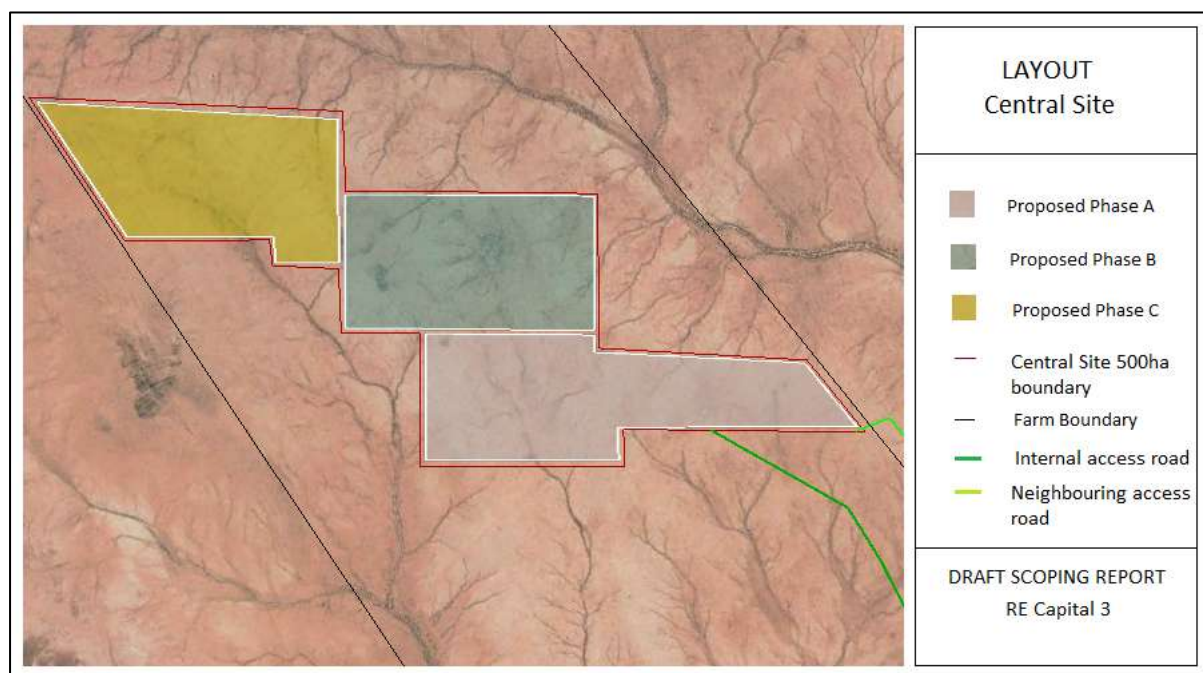 LAYOUT
Central Site
Proposed Phase A
Proposed Phase B
Proposed Phase C
Central Site 500ha
boundary
Farm Boundary
Internal access road
Neighbouring access
road
DRAFT SCOPING REPORT
RE Capital 3